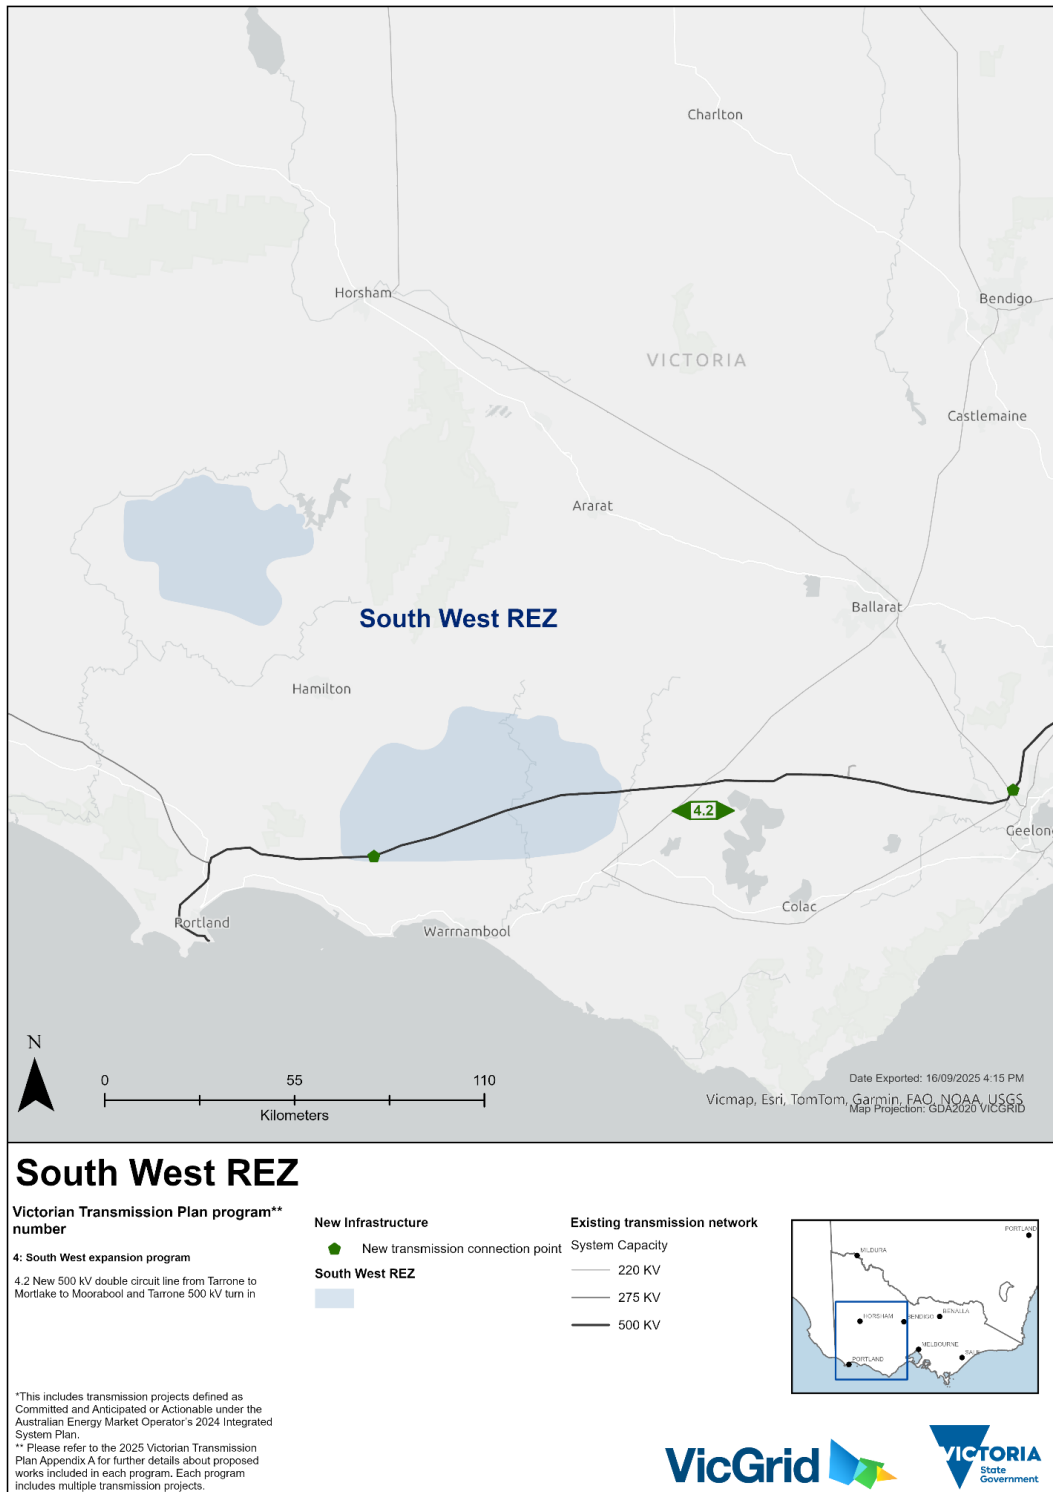 Charlton
Horsham
Bendigo
VICTORIA
Castlemaine
Ararat
Ballarat
South West REZ
Hamilton
4.2
Geelong
Colac
Portland
Warrnambool
N
0 55 110
Kilometers
Date Exported: 16/09/2025 4:15 PM
Vicmap, Esri, TomTom, Garmin, FAO, NOAA, USGS
Map Projection: GDA2020 VICGRID
South West REZ
Victorian Transmission Plan program**
number
4: South West expansion program
4.2 New 500 kV double circuit line from Tarrone to
Mortlake to Moorabool and Tarrone 500 kV turn in
New Infrastructure
New transmission connection point
South West REZ
Existing transmission network
System Capacity
220 KV
275 KV
500 KV
PORTLAND
MILDURA
HORSHAM
BENDIGO
BENALLA
MELBOURNE
SALE
PORTLAND
*This includes transmission projects defined as
Committed and Anticipated or Actionable under the
Australian Energy Market Operator's 2024 Integrated
System Plan.
** Please refer to the 2025 Victorian Transmission
Plan Appendix A for further details about proposed
works included in each program. Each program
includes multiple transmission projects.
VicGrid
VICTORIA
State
Government